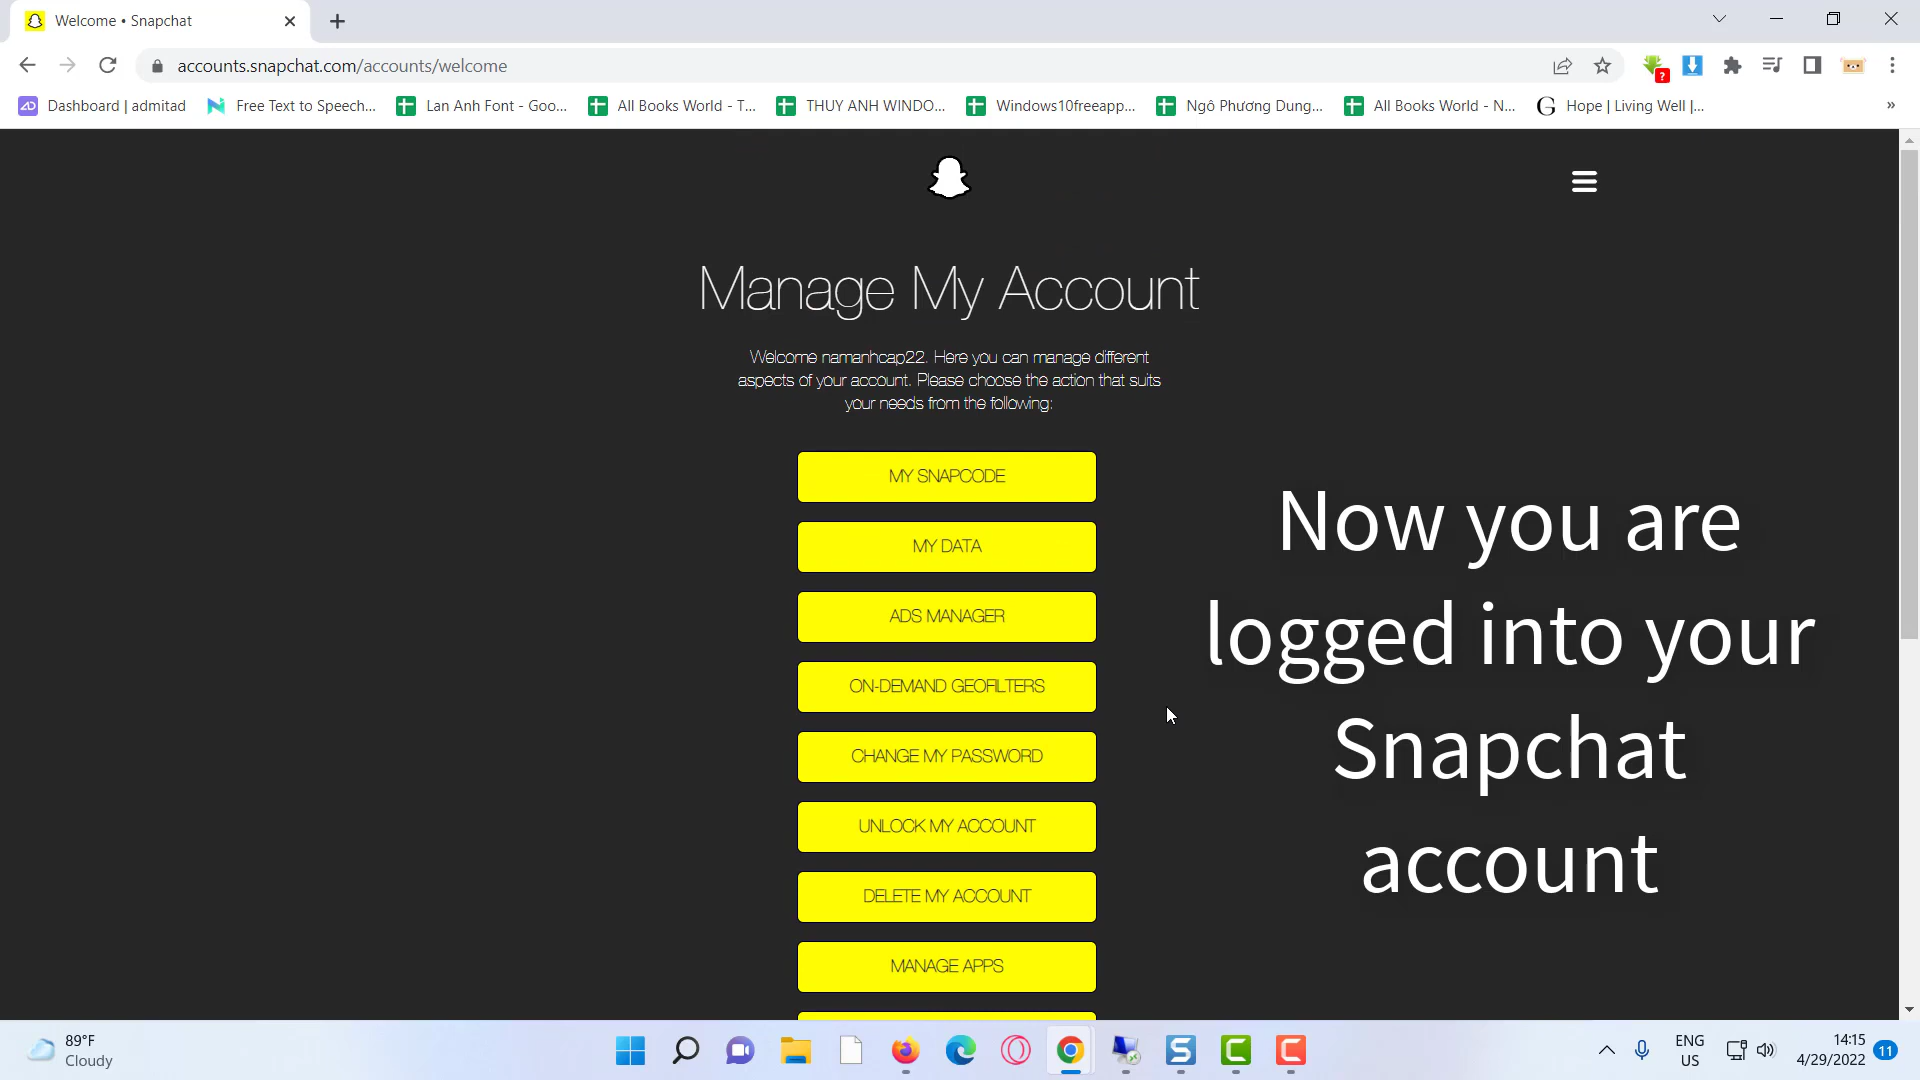 Welcome • Snapchat
accounts.snapchat.com/accounts/welcome
?
Dashboard | admitad
Free Text to Speech...
Lan Anh Font - Goo...
All Books World - T...
THUY ANH WINDO...
Windows10freeapp...
Ngô Phương Dung...
All Books World - N...
G
Hope | Living Well |...
»
Manage My Account
Welcome namanhcap22. Here you can manage different
aspects of your account. Please choose the action that suits
your needs from the following:
MY SNAPCODE
MY DATA
ADS MANAGER
ON-DEMAND GEOFILTERS
CHANGE MY PASSWORD
UNLOCK MY ACCOUNT
DELETE MY ACCOUNT
MANAGE APPS
Now you are
logged into your
Snapchat
account
89°F
Cloudy
S
C
C
ENG
US
14:15
4/29/2022
11